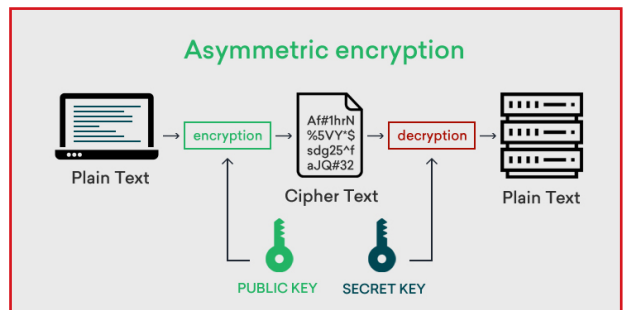 Asymmetric encryption
encryption
Af#1hrN
%5VY*$
sdg25^f
aJQ#32
decryption
Plain Text
Cipher Text
Plain Text
PUBLIC KEY
SECRET KEY